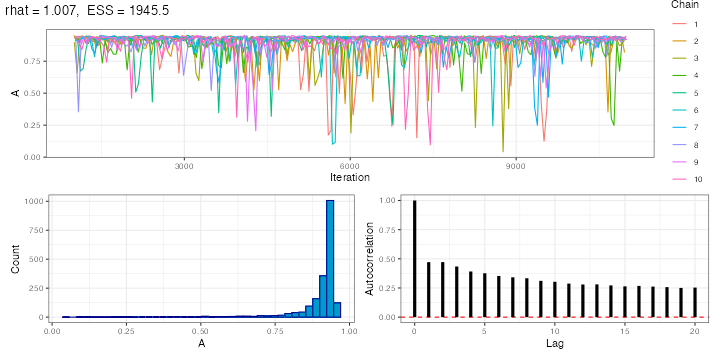 rhat = 1.007, ESS = 1945.5
Chain
1
2
3
4
5
6
7
8
9
10
A
0.75
0.50
0.25
0.00
3000 6000 9000
Iteration
Count
1000
750
500
250
0
0.00 0.25 0.50 0.75 1.00
A
Autocorrelation
1.00
0.75
0.50
0.25
0.00
0 5 10 15 20
Lag